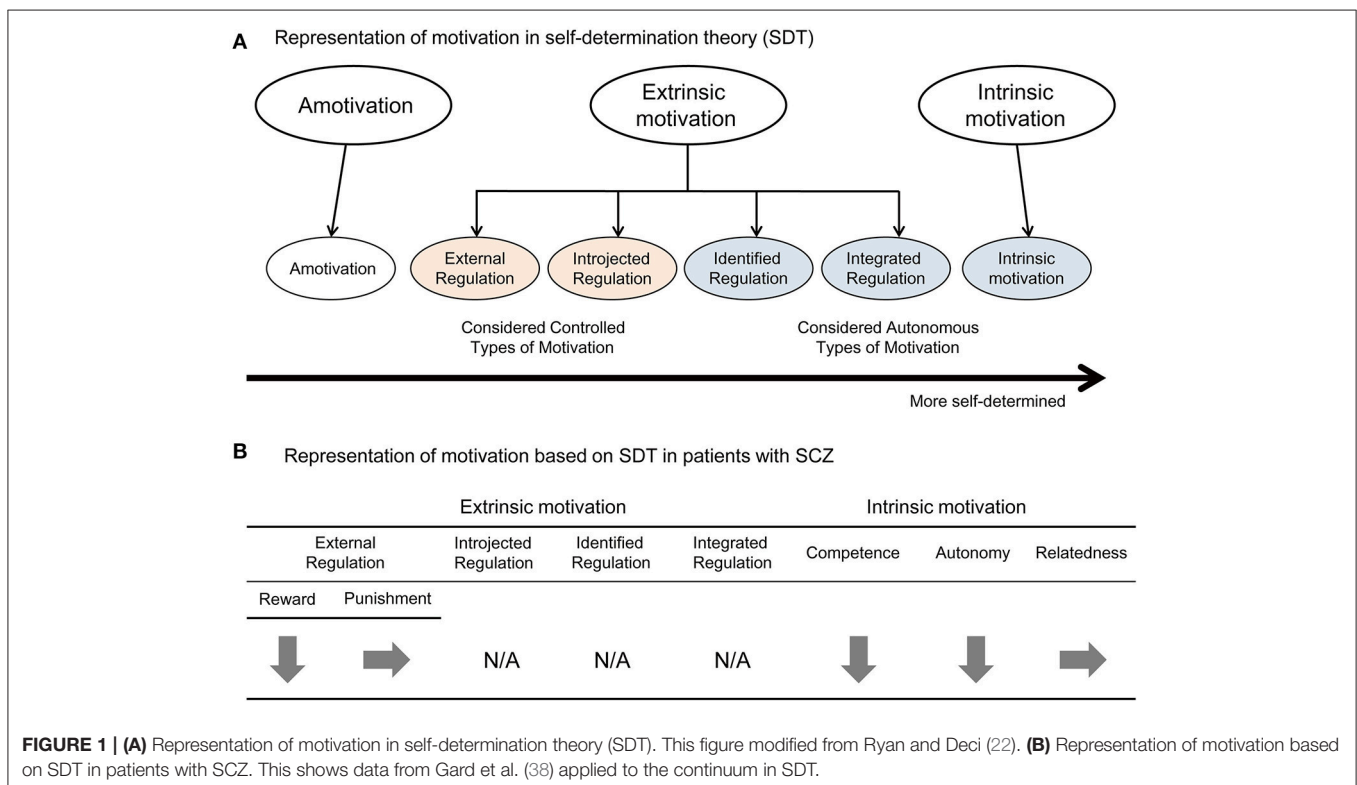 A Representation of motivation in self-determination theory (SDT)
Amotivation
Extrinsic
motivation
Intrinsic
motivation
Amotivation
External
Regulation
Introjected
Regulation
Identified
Regulation
Integrated
Regulation
Intrinsic
motivation
Considered Controlled
Types of Motivation
Considered Autonomous
Types of Motivation
More self-determined
B Representation of motivation based on SDT in patients with SCZ
Extrinsic motivation
Intrinsic motivation
External
Regulation
Introjected
Regulation
Identified
Regulation
Integrated
Regulation
Competence
Autonomy
Relatedness
Reward
Punishment
N/A
N/A
N/A
FIGURE 1 | (A) Representation of motivation in self-determination theory (SDT). This figure modified from Ryan and Deci (22). (B) Representation of motivation based
on SDT in patients with SCZ. This shows data from Gard et al. (38) applied to the continuum in SDT.